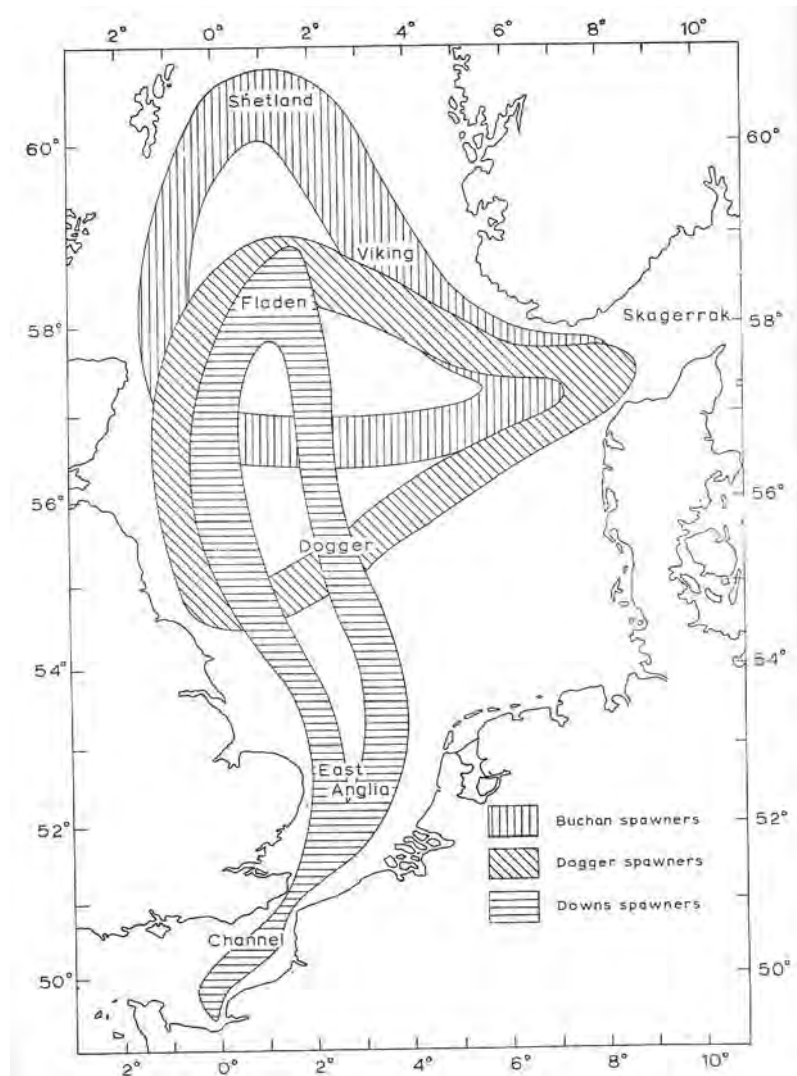 2° 0° 2° 4° 6° 8° 10°
Shetland
60° 60°
Viking
Fladen
58° Skagerrak 58°
56° 56°
Dogger
54° 54°
East
Anglia
52° 52°
Buchan spawners
Dogger spawners
Downs spawners
Channel
50° 50°
2° 0° 2° 4° 6° 8° 10°